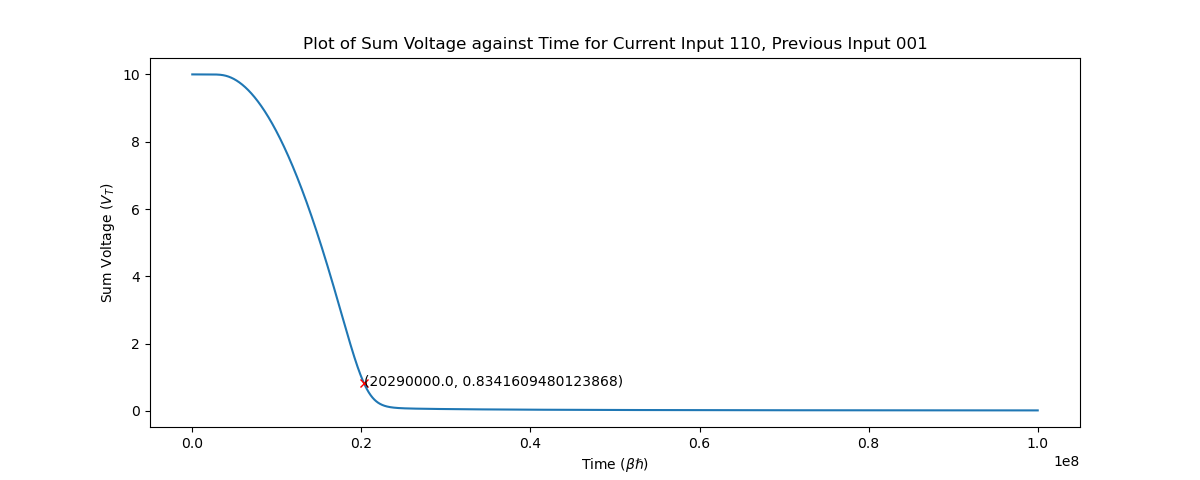 Plot of Sum Voltage against Time for Current Input 110, Previous Input 001
10
8
6
4
2
0
Sum Voltage (V_T)
(20290000.0, 0.8341609480123868)
0.0 0.2 0.4 0.6 0.8 1.0
1e8
Time (βℏ)